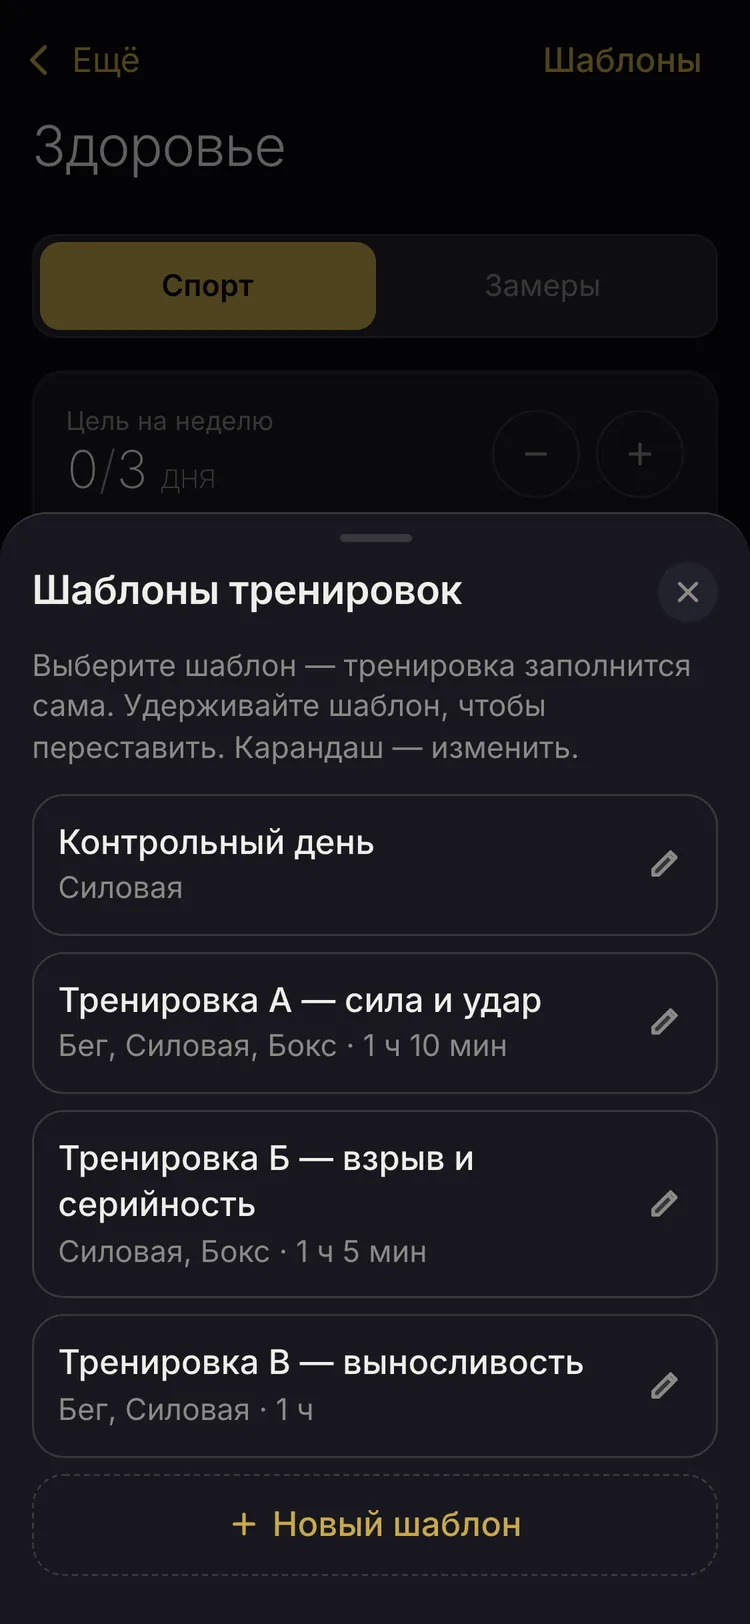 Ещё
Шаблоны
Здоровье
Спорт
Замеры
Цель на неделю
0/3 дня
Шаблоны тренировок
Выберите шаблон — тренировка заполнится
сама. Удерживайте шаблон, чтобы
переставить. Карандаш — изменить.
Контрольный день
Силовая
Тренировка А — сила и удар
Бег, Силовая, Бокс · 1 ч 10 мин
Тренировка Б — взрыв и
серийность
Силовая, Бокс · 1 ч 5 мин
Тренировка В — выносливость
Бег, Силовая · 1 ч
+ Новый шаблон